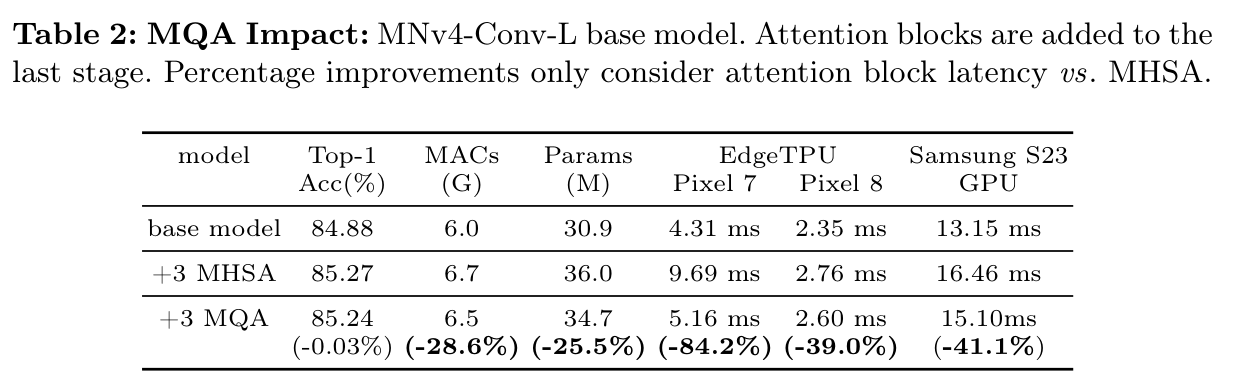 Table 2: MQA Impact: MNv4-Conv-L base model. Attention blocks are added to the
last stage. Percentage improvements only consider attention block latency vs. MHSA.
model Top-1 MACs Params EdgeTPU Samsung S23
Acc(%) (G) (M) Pixel 7 Pixel 8 GPU
base model 84.88 6.0 30.9 4.31 ms 2.35 ms 13.15 ms
+3 MHSA 85.27 6.7 36.0 9.69 ms 2.76 ms 16.46 ms
+3 MQA 85.24 6.5 34.7 5.16 ms 2.60 ms 15.10ms
(-0.03%) (-28.6%) (-25.5%) (-84.2%) (-39.0%) (-41.1%)